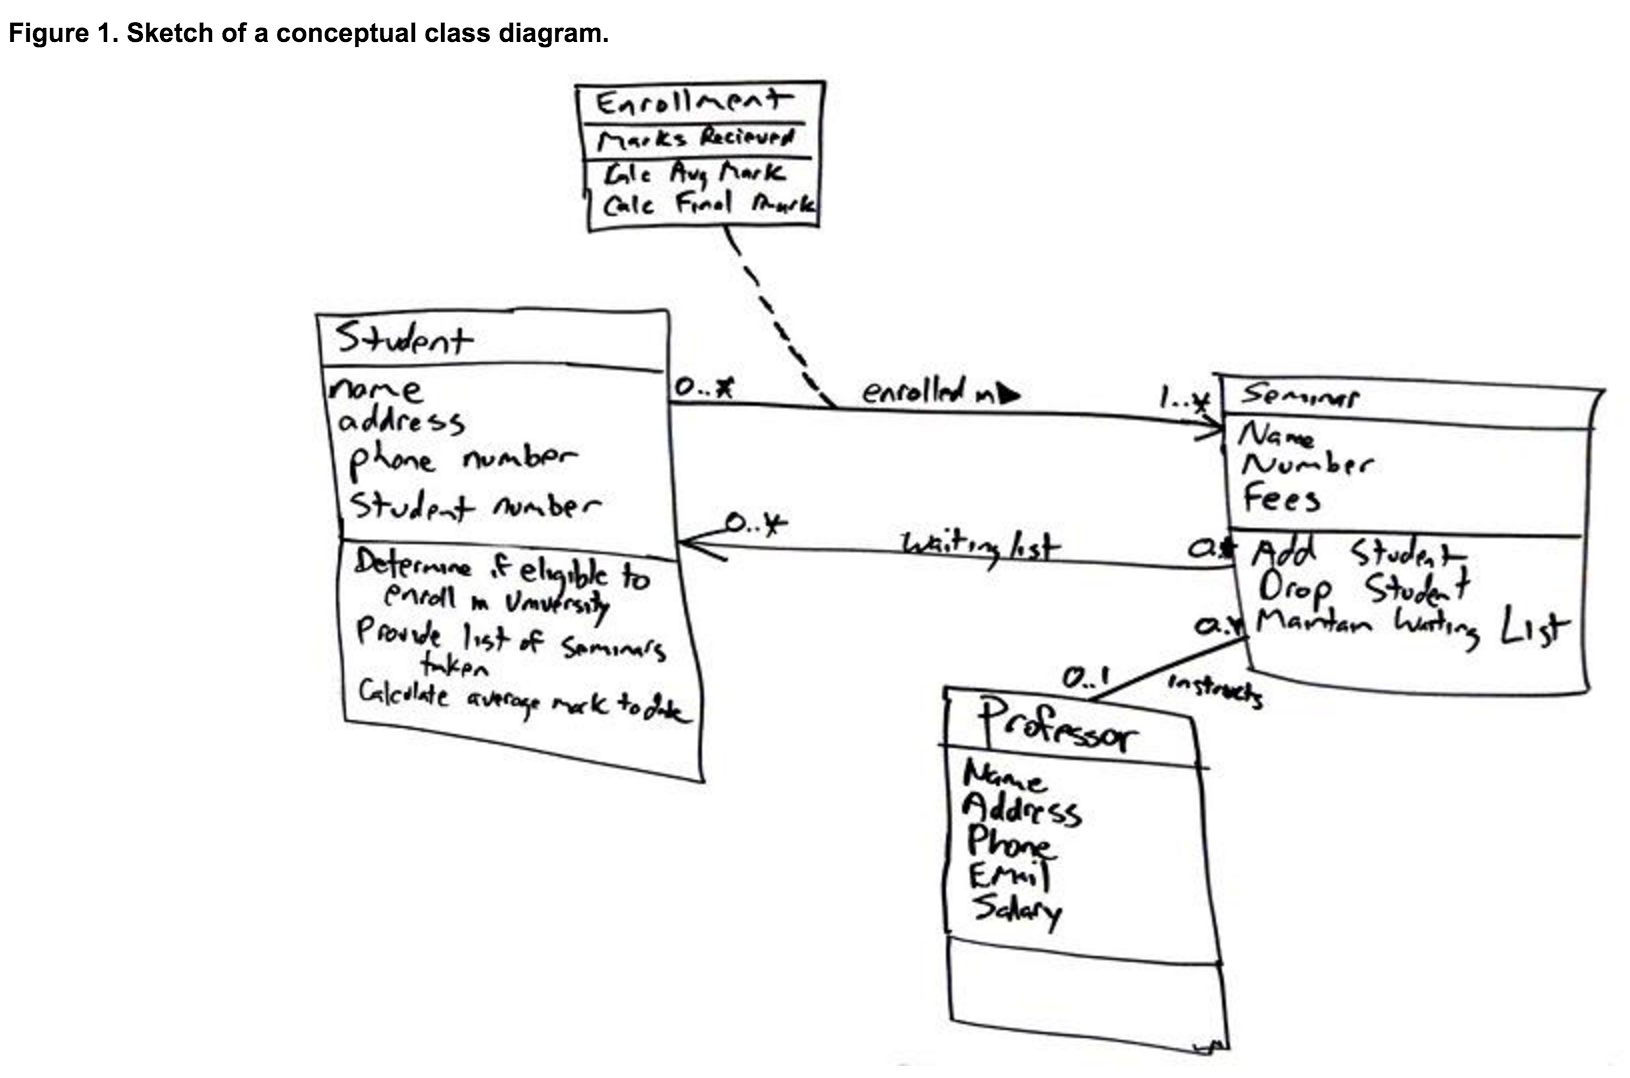 Figure 1. Sketch of a conceptual class diagram.
Enrollment
Marks Recieved
Calc Avg Mark
Calc Final Mark
Student
name
address
phone number
Student number
Determine if eligible to
enroll in University
Provide list of seminars
taken
Calculate average mark to date
0..*
enrolled in
1..*
Seminar
Name
Number
Fees
Add Student
Drop Student
Maintain Waiting List
0..*
Waiting list
0..1
instructs
Professor
Name
Address
Phone
Email
Salary